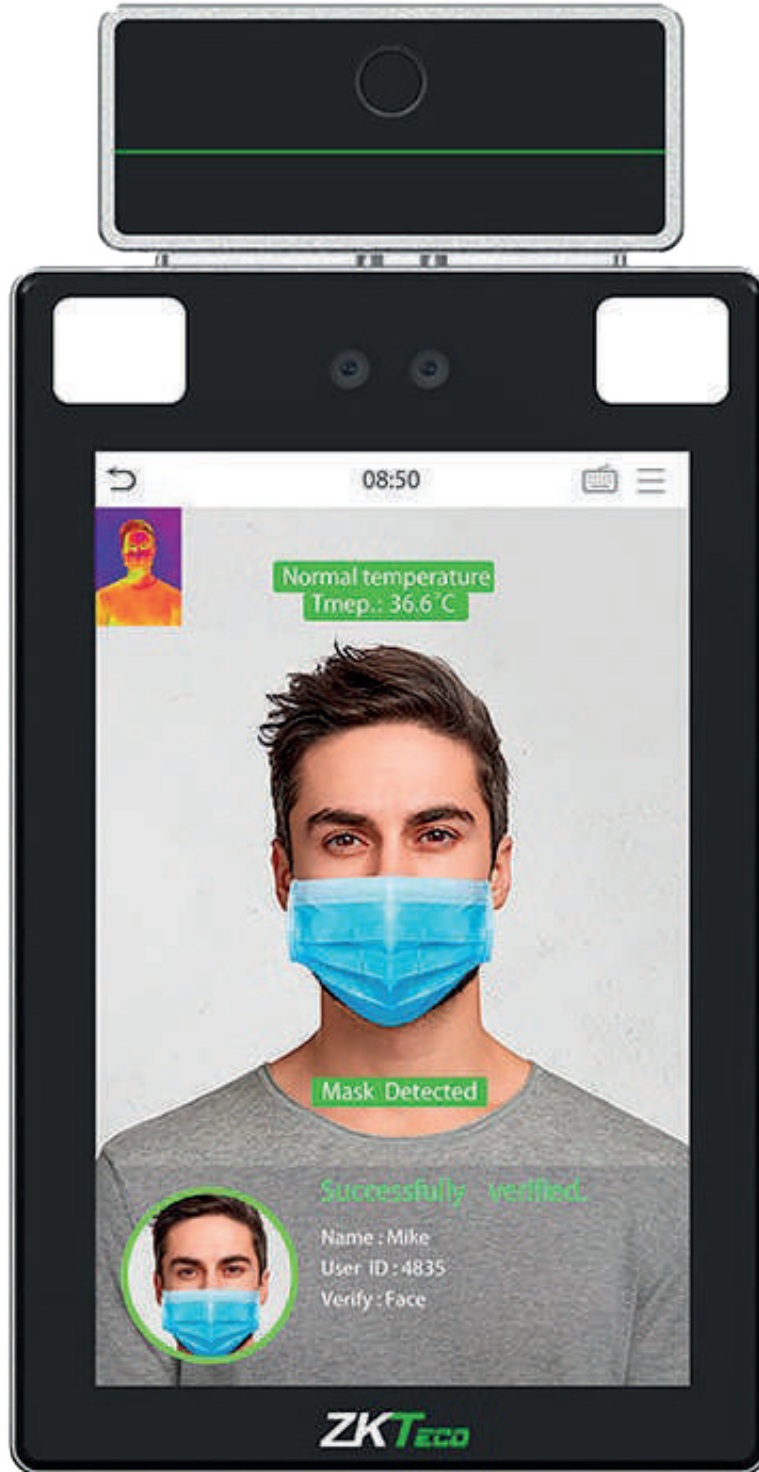 08:50
Normal temperature
Tmep.: 36.6°C
Mask Detected
Successfully verified.
Name : Mike
User ID : 4835
Verify : Face
ZKTeco